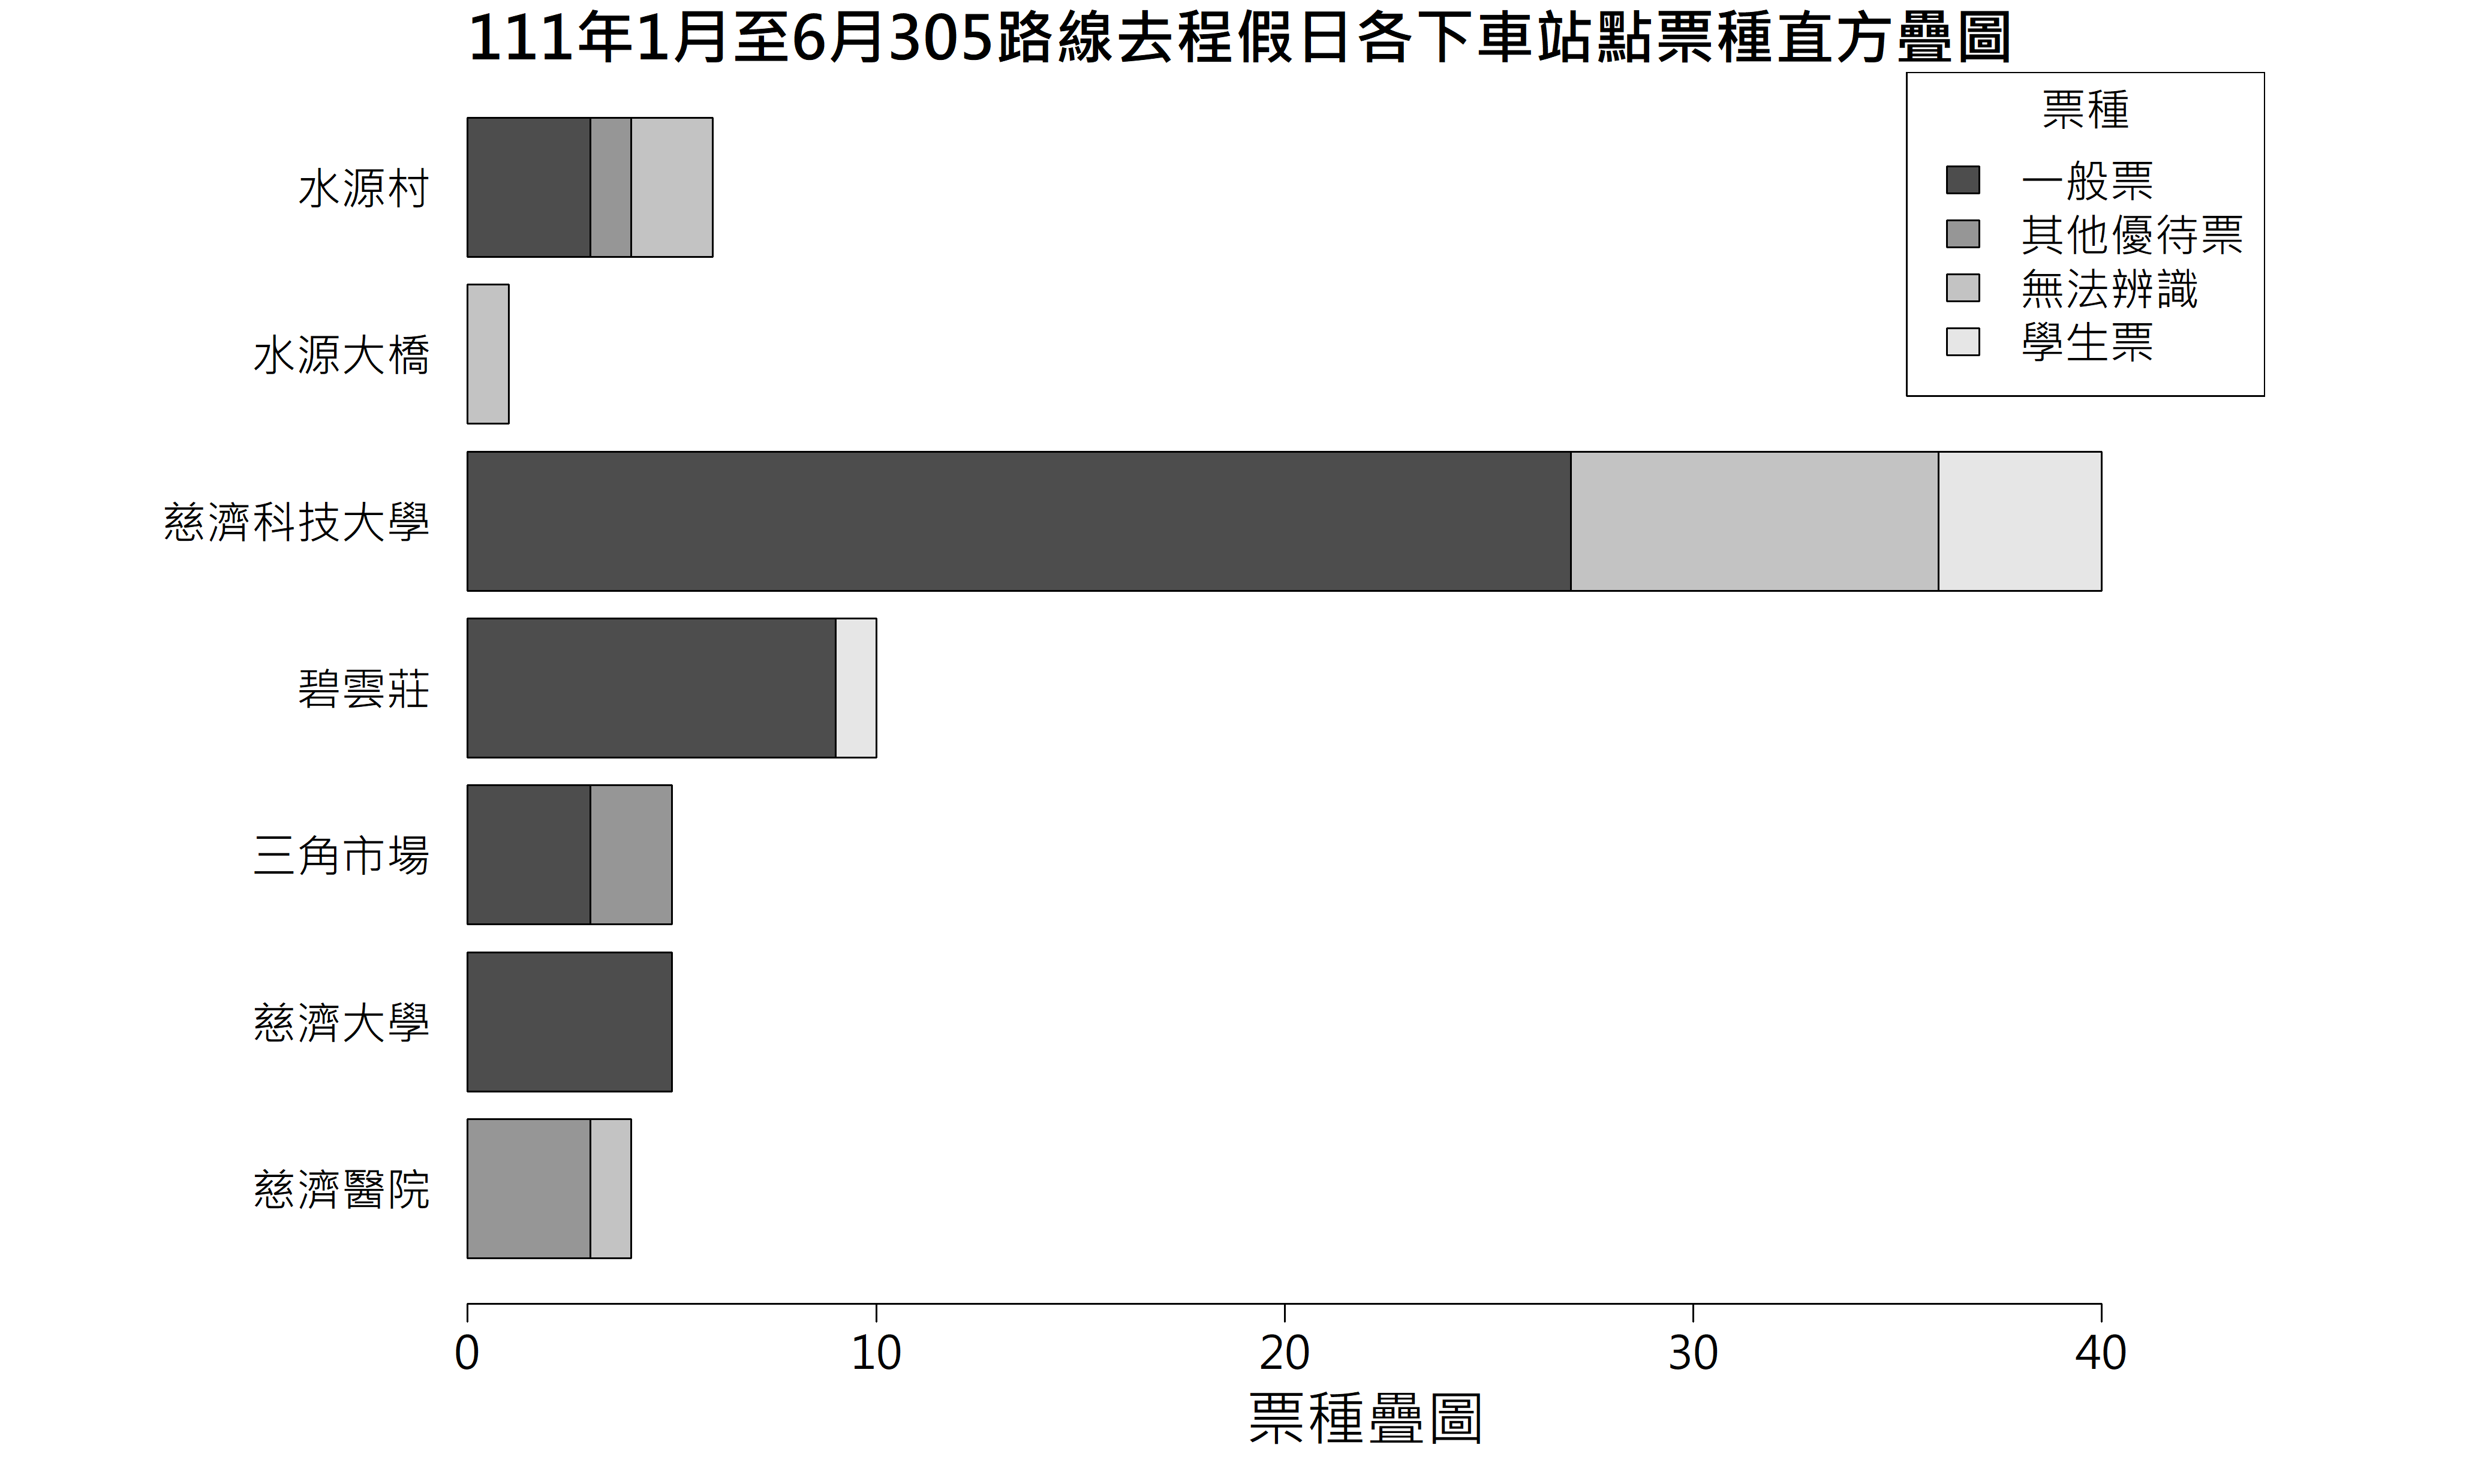 111年1月至6月305路線去程假日各下車站點票種直方疊圖
票種
一般票
其他優待票
無法辨識
學生票
水源村
水源大橋
慈濟科技大學
碧雲莊
三角市場
慈濟大學
慈濟醫院
0 10 20 30 40
票種疊圖